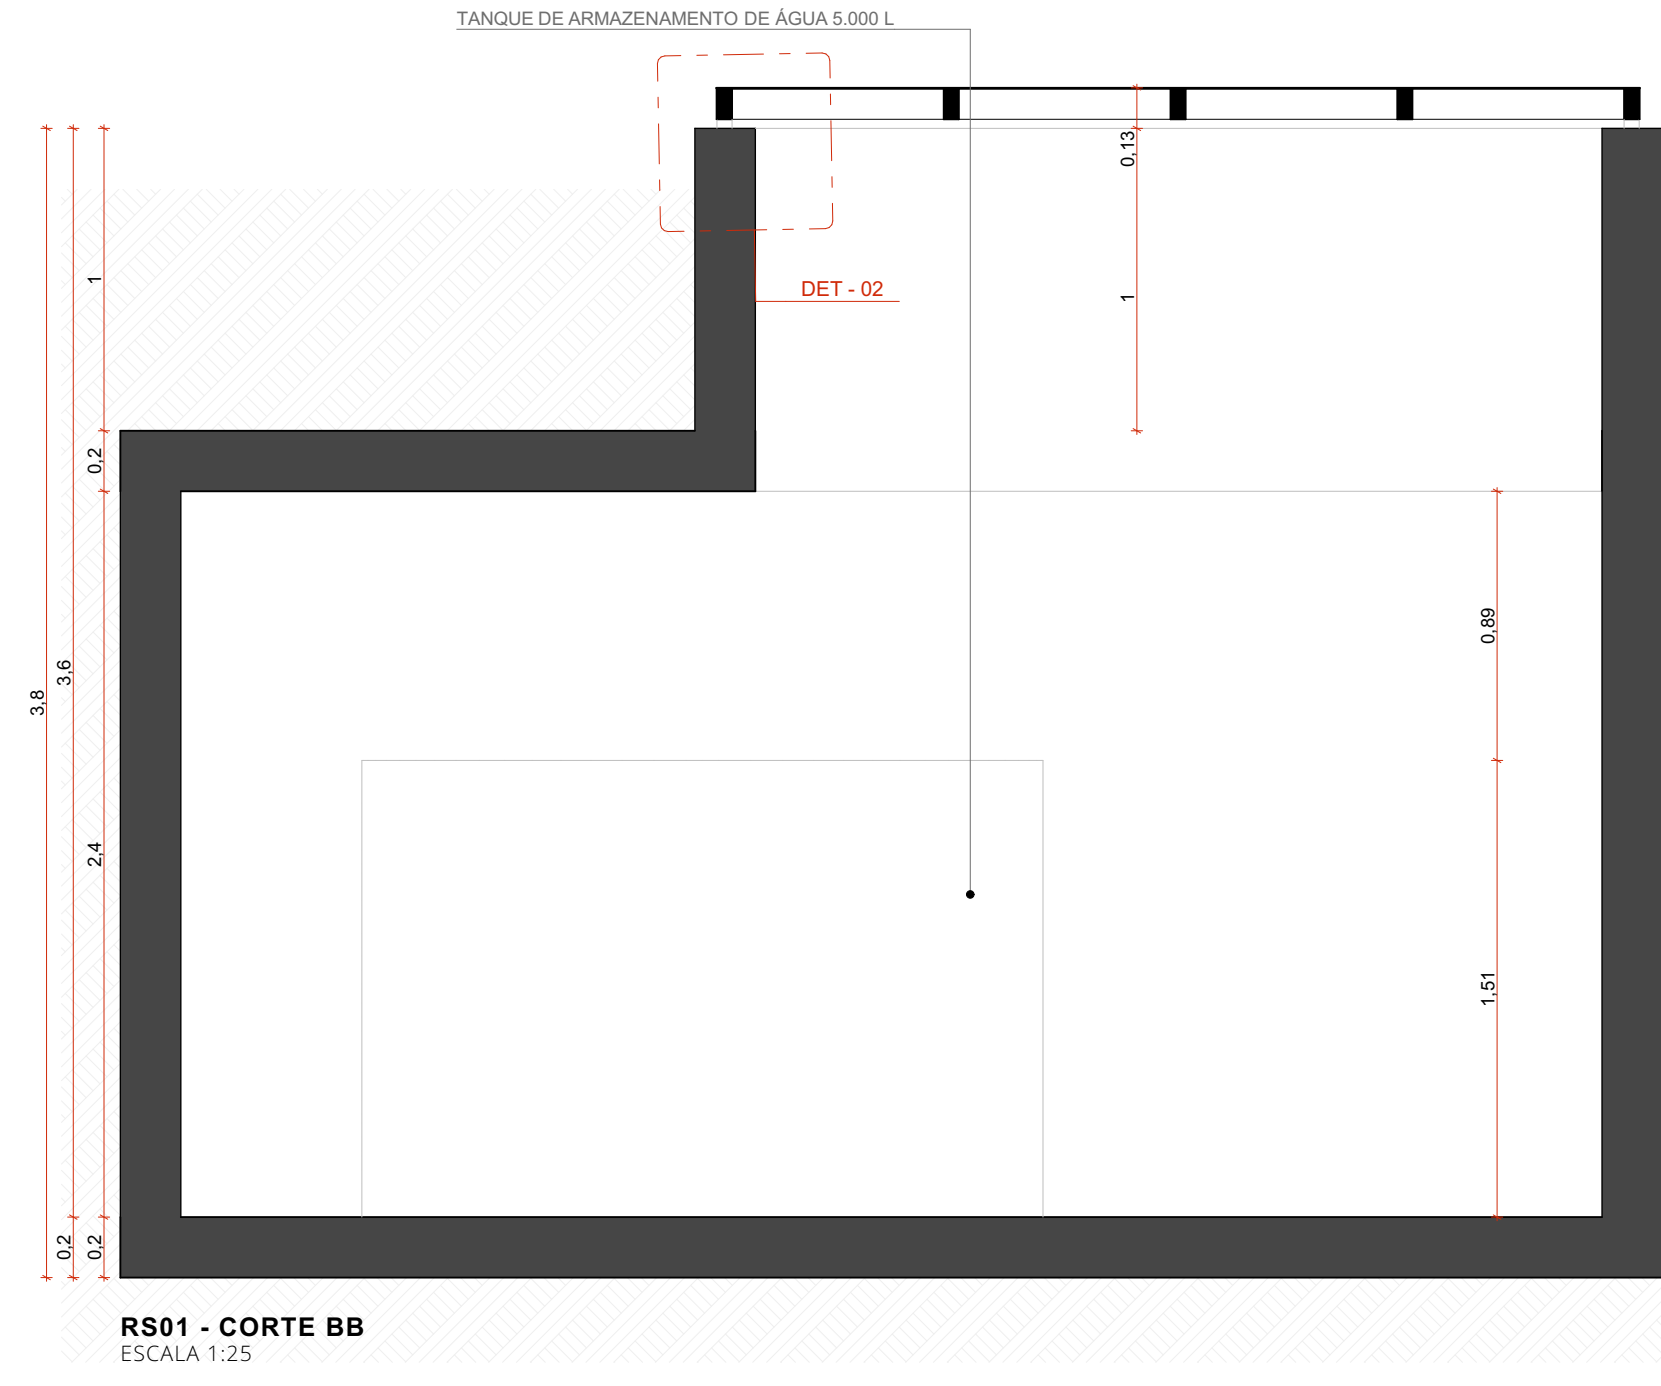 TANQUE DE ARMAZENAMENTO DE ÁGUA 5.000 L
0,13
1
DET - 02
1
0,2
0,89
3,6
3,8
2,4
1,51
0,2
0,2
RS01 - CORTE BB
ESCALA 1:25